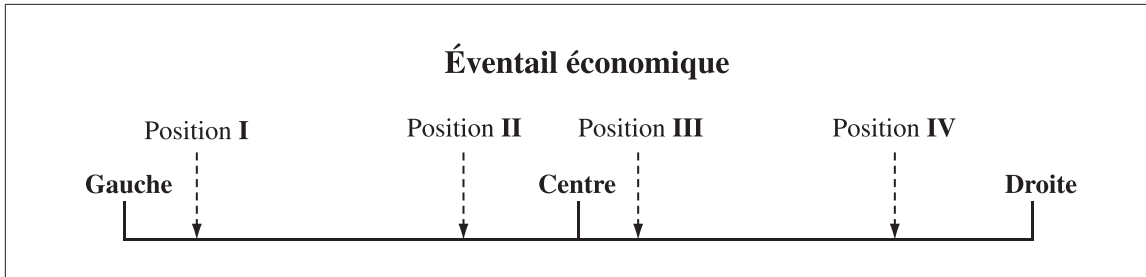 Éventail économique
Position I Position II Position III Position IV
Gauche Centre Droite